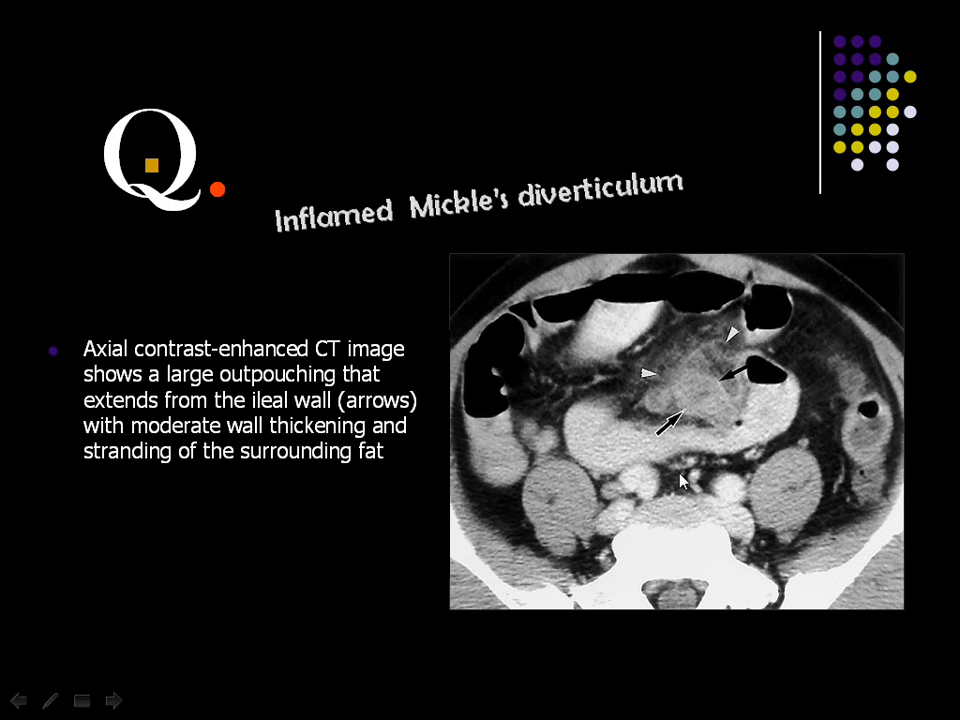 Q.
Inflamed Mickle's diverticulum
Axial contrast-enhanced CT image
shows a large outpouching that
extends from the ileal wall (arrows)
with moderate wall thickening and
stranding of the surrounding fat